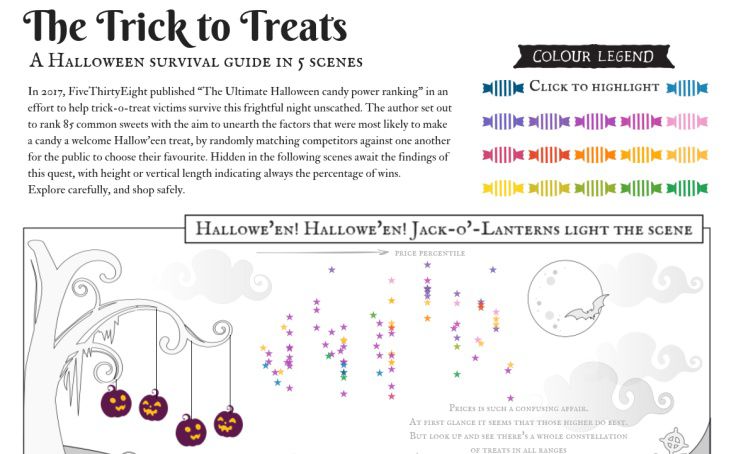 The Trick to Treats
A Halloween survival guide in 5 scenes
In 2017, FiveThirtyEight published “The Ultimate Halloween candy power ranking” in an
effort to help trick-o-treat victims survive this frightful night unscathed. The author set out
to rank 85 common sweets with the aim to unearth the factors that were most likely to make
a candy a welcome Hallow'een treat, by randomly matching competitors against one another
for the public to choose their favourite. Hidden in the following scenes await the findings of
this quest, with height or vertical length indicating always the percentage of wins.
Explore carefully, and shop safely.
COLOUR LEGEND
Click to highlight
Hallowe'en! Hallowe'en! Jack-o'-Lanterns light the scene
price percentile
Prices is such a confusing affair.
At first glance it seems that those higher do best.
But look up and see there's a whole constellation
of treats in all ranges